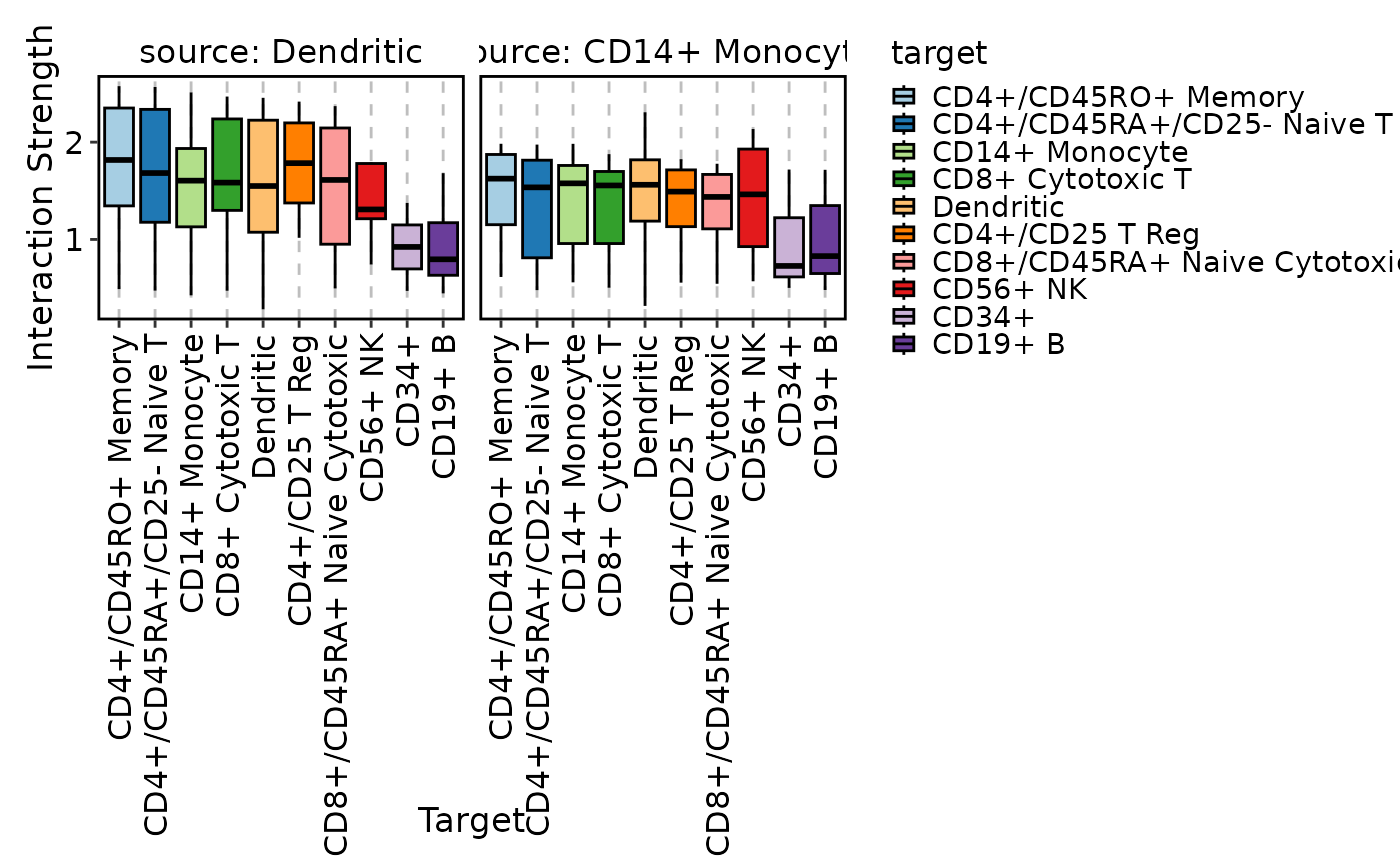 source: Dendritic
ource: CD14+ Monocyt
Interaction Strength
2
1
CD4+/CD45RO+ Memory
CD4+/CD45RA+/CD25- Naive T
CD14+ Monocyte
CD8+ Cytotoxic T
Dendritic
CD4+/CD25 T Reg
CD8+/CD45RA+ Naive Cytotoxic
CD56+ NK
CD34+
CD19+ B
CD4+/CD45RO+ Memory
CD4+/CD45RA+/CD25- Naive T
CD14+ Monocyte
CD8+ Cytotoxic T
Dendritic
CD4+/CD25 T Reg
CD8+/CD45RA+ Naive Cytotoxic
CD56+ NK
CD34+
CD19+ B
Target
target
CD4+/CD45RO+ Memory
CD4+/CD45RA+/CD25- Naive T
CD14+ Monocyte
CD8+ Cytotoxic T
Dendritic
CD4+/CD25 T Reg
CD8+/CD45RA+ Naive Cytotoxi
CD56+ NK
CD34+
CD19+ B